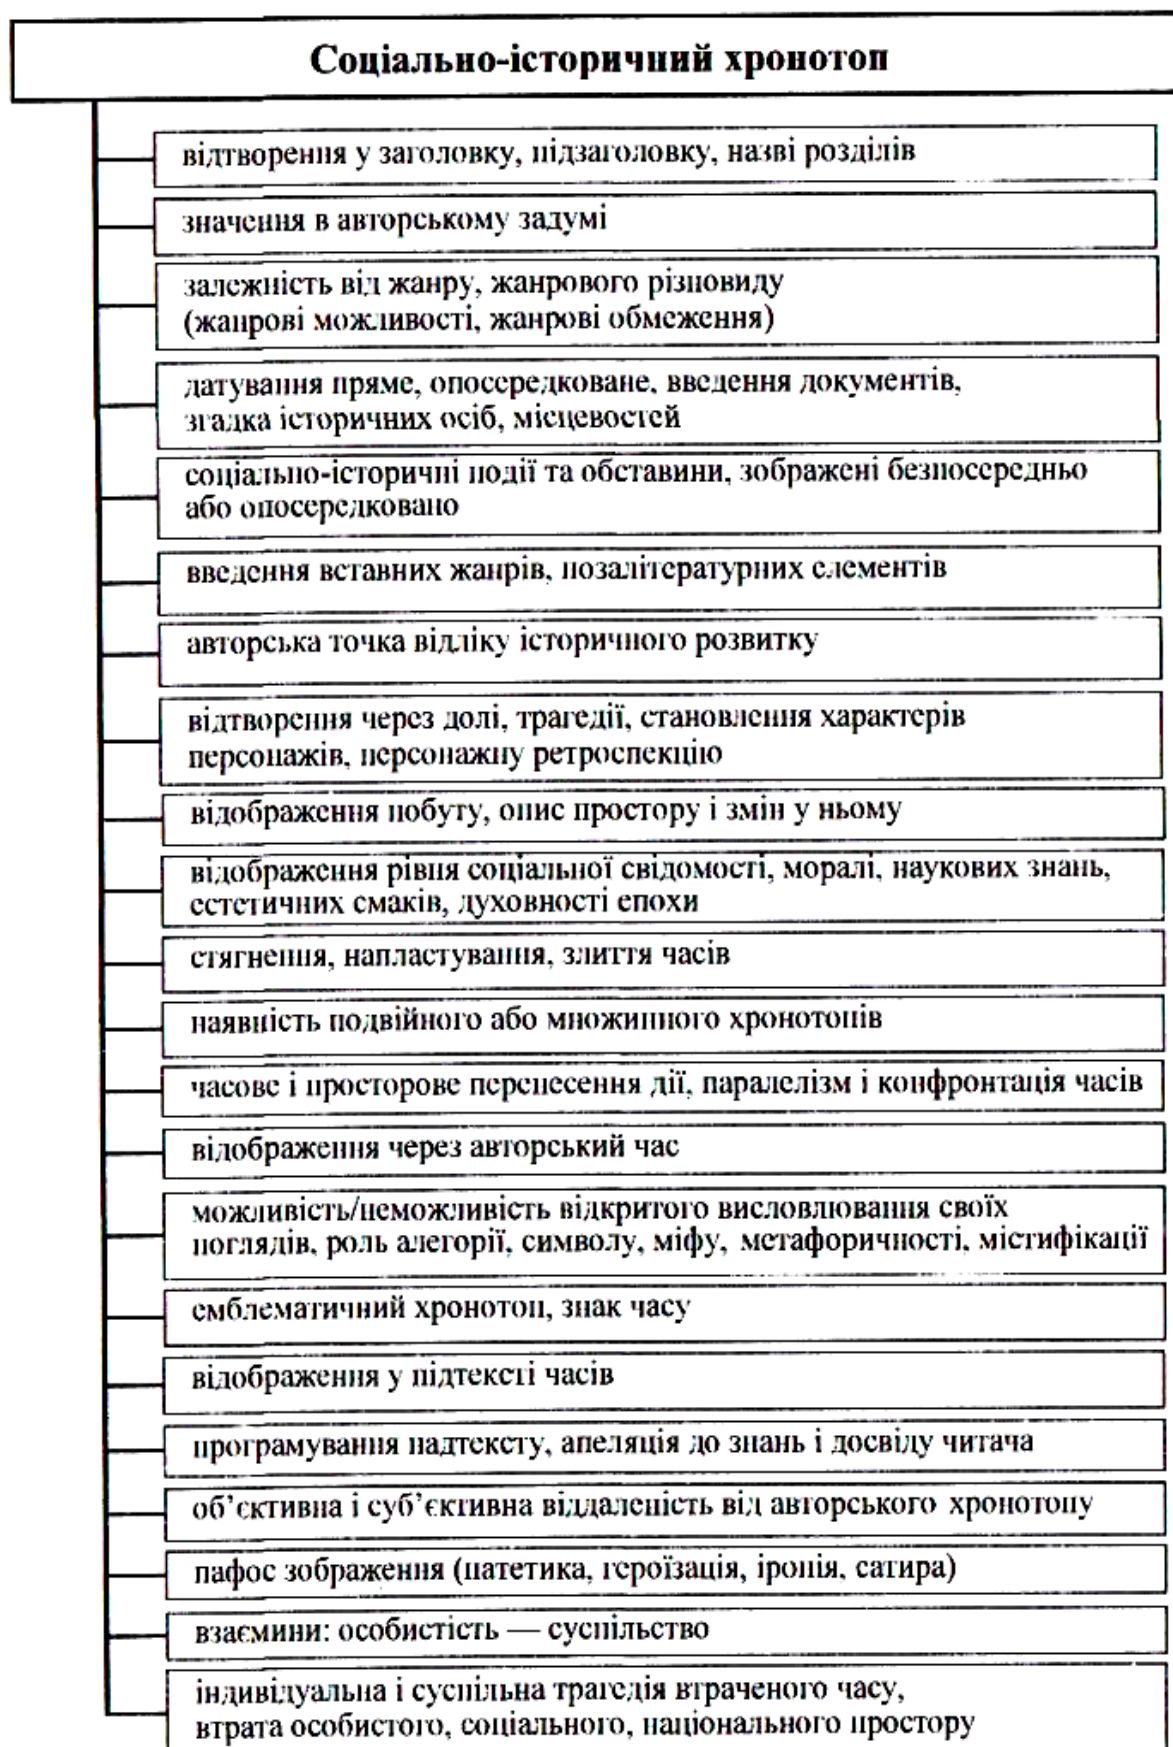 Соціально-історичний хронотоп
відтворення у заголовку, підзаголовку, назві розділів
значення в авторському задумі
залежність від жанру, жанрового різновиду
(жанрові можливості, жанрові обмеження)
датування пряме, опосередковане, введення документів,
згадка історичних осіб, місцевостей
соціально-історичні події та обставини, зображені безпосередньо
або опосередковано
введення вставних жанрів, позалітературних елементів
авторська точка відліку історичного розвитку
відтворення через долі, трагедії, становлення характерів
персонажів, персонажну ретроспекцію
відображення побуту, опис простору і змін у ньому
відображення рівня соціальної свідомості, моралі, наукових знань,
естетичних смаків, духовності епохи
стягнення, напластування, злиття часів
наявність подвійного або множинного хронотопів
часове і просторове перенесення дії, паралелізм і конфронтація часів
відображення через авторський час
можливість/неможливість відкритого висловлювання своїх
поглядів, роль алегорії, символу, міфу, метафоричності, містифікації
емблематичний хронотоп, знак часу
відображення у підтексті часів
програмування надтексту, апеляція до знань і досвіду читача
об’єктивна і суб’єктивна віддаленість від авторського хронотопу
пафос зображення (патетика, героїзація, іронія, сатира)
взаємини: особистість — суспільство
індивідуальна і суспільна трагедія втраченого часу,
втрата особистого, соціального, національного простору